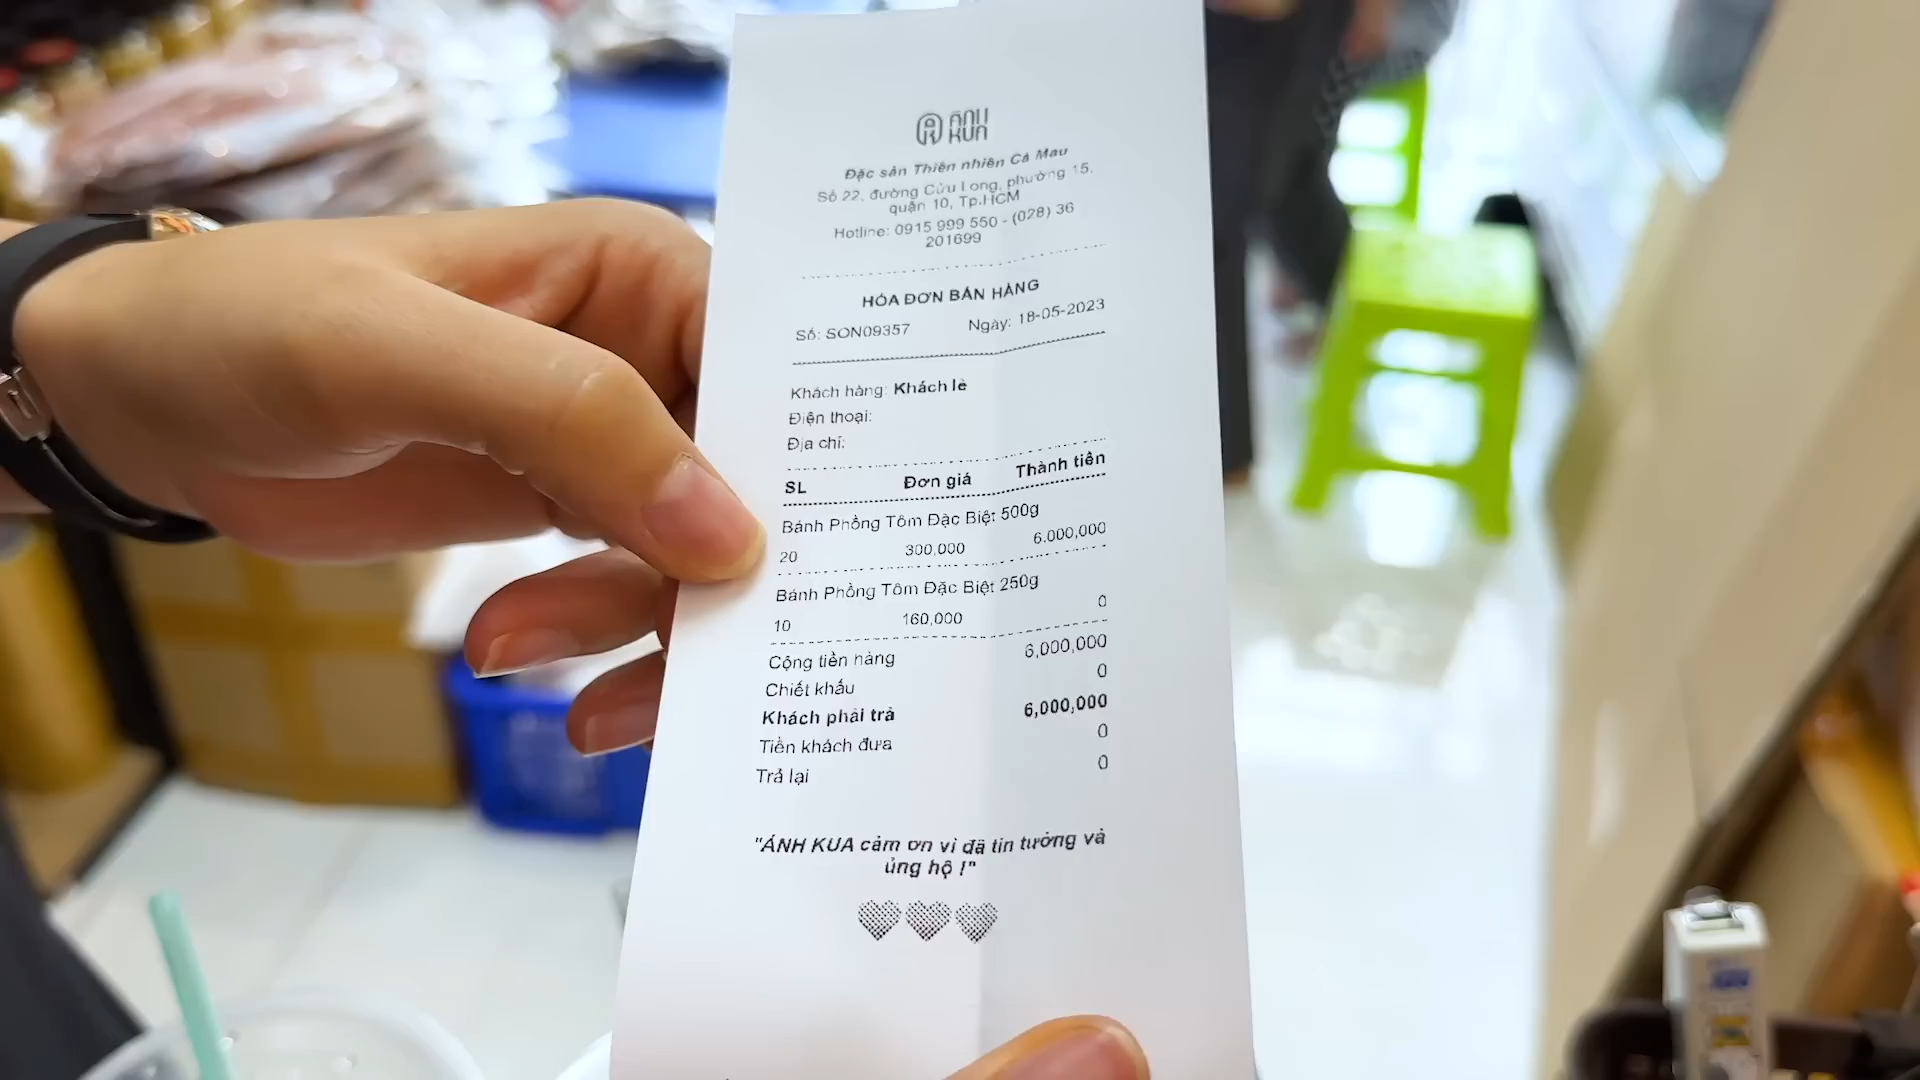 ÁNH
KUA
Đặc sản Thiên nhiên Cà Mau
Số 22, đường Cửu Long, phường 15,
quận 10, Tp.HCM
Hotline: 0915 999 550 - (028) 36
201699
HÓA ĐƠN BÁN HÀNG
Số: SON09357 Ngày: 18-05-2023
Khách hàng: Khách lẻ
Điện thoại:
Địa chỉ:
SL Đơn giá Thành tiền
Bánh Phồng Tôm Đặc Biệt 500g
20 300,000 6,000,000
Bánh Phồng Tôm Đặc Biệt 250g
10 160,000 0
Cộng tiền hàng 6,000,000
Chiết khấu 0
Khách phải trả 6,000,000
Tiền khách đưa 0
Trả lại 0
"ÁNH KUA cảm ơn vì đã tin tưởng và
ủng hộ !"